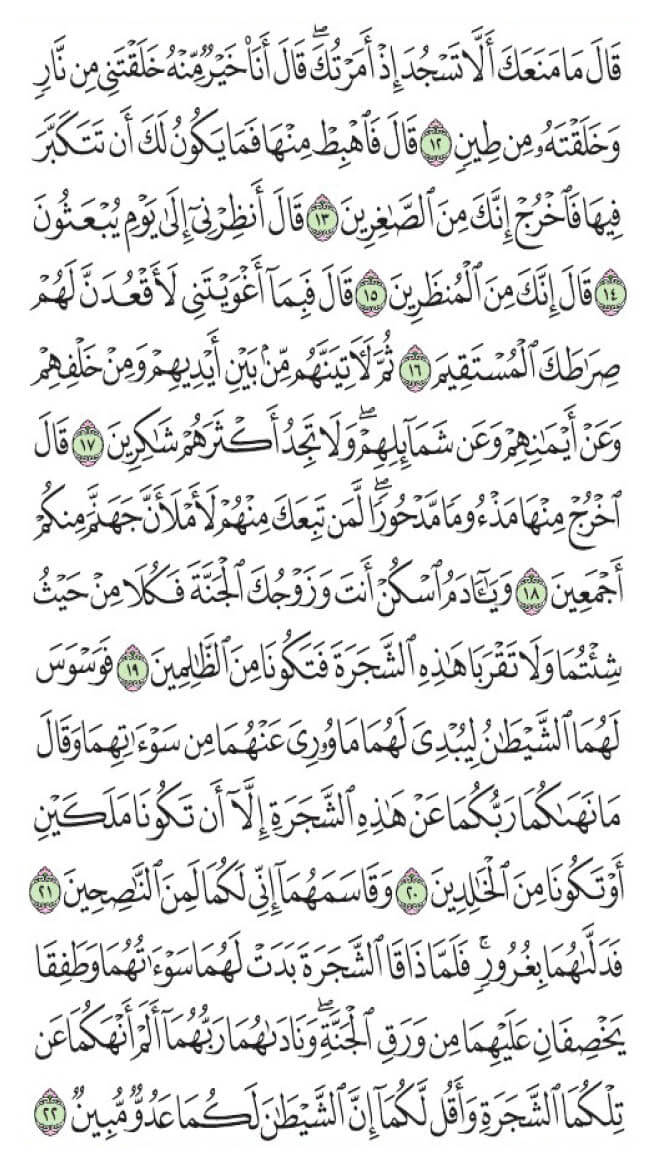 قَالَ مَا مَنَعَكَ أَلَّا تَسْجُدَ إِذْ أَمَرْتُكَ ۖ قَالَ أَنَا۠ خَيْرٌ مِّنْهُ خَلَقْتَنِى مِن نَّارٍ
وَخَلَقْتَهُۥ مِن طِينٍ ١٢ قَالَ فَٱهْبِطْ مِنْهَا فَمَا يَكُونُ لَكَ أَن تَتَكَبَّرَ
فِيهَا فَٱخْرُجْ إِنَّكَ مِنَ ٱلصَّٰغِرِينَ ١٣ قَالَ أَنظِرْنِىٓ إِلَىٰ يَوْمِ يُبْعَثُونَ
١٤ قَالَ إِنَّكَ مِنَ ٱلْمُنظَرِينَ ١٥ قَالَ فَبِمَآ أَغْوَيْتَنِى لَأَقْعُدَنَّ لَهُمْ
صِرَٰطَكَ ٱلْمُسْتَقِيمَ ١٦ ثُمَّ لَءَاتِيَنَّهُم مِّنۢ بَيْنِ أَيْدِيهِمْ وَمِنْ خَلْفِهِمْ
وَعَنْ أَيْمَٰنِهِمْ وَعَن شَمَآئِلِهِمْ ۖ وَلَا تَجِدُ أَكْثَرَهُمْ شَٰكِرِينَ ١٧ قَالَ
ٱخْرُجْ مِنْهَا مَذْءُومًا مَّدْحُورًا ۖ لَّمَن تَبِعَكَ مِنْهُمْ لَأَمْلَأَنَّ جَهَنَّمَ مِنكُمْ
أَجْمَعِينَ ١٨ وَيَٰٓـَٔادَمُ ٱسْكُنْ أَنتَ وَزَوْجُكَ ٱلْجَنَّةَ فَكُلَا مِنْ حَيْثُ
شِئْتُمَا وَلَا تَقْرَبَا هَٰذِهِ ٱلشَّجَرَةَ فَتَكُونَا مِنَ ٱلظَّٰلِمِينَ ١٩ فَوَسْوَسَ
لَهُمَا ٱلشَّيْطَٰنُ لِيُبْدِىَ لَهُمَا مَا وُۥرِىَ عَنْهُمَا مِن سَوْءَٰتِهِمَا وَقَالَ
مَا نَهَىٰكُمَا رَبُّكُمَا عَنْ هَٰذِهِ ٱلشَّجَرَةِ إِلَّآ أَن تَكُونَا مَلَكَيْنِ
أَوْ تَكُونَا مِنَ ٱلْخَٰلِدِينَ ٢٠ وَقَاسَمَهُمَآ إِنِّى لَكُمَا لَمِنَ ٱلنَّٰصِحِينَ ٢١
فَدَلَّىٰهُمَا بِغُرُورٍ ۚ فَلَمَّا ذَاقَا ٱلشَّجَرَةَ بَدَتْ لَهُمَا سَوْءَٰتُهُمَا وَطَفِقَا
يَخْصِفَانِ عَلَيْهِمَا مِن وَرَقِ ٱلْجَنَّةِ ۖ وَنَادَىٰهُمَا رَبُّهُمَآ أَلَمْ أَنْهَكُمَا عَن
تِلْكُمَا ٱلشَّجَرَةِ وَأَقُل لَّكُمَآ إِنَّ ٱلشَّيْطَٰنَ لَكُمَا عَدُوٌّ مُّبِينٌ ٢٢